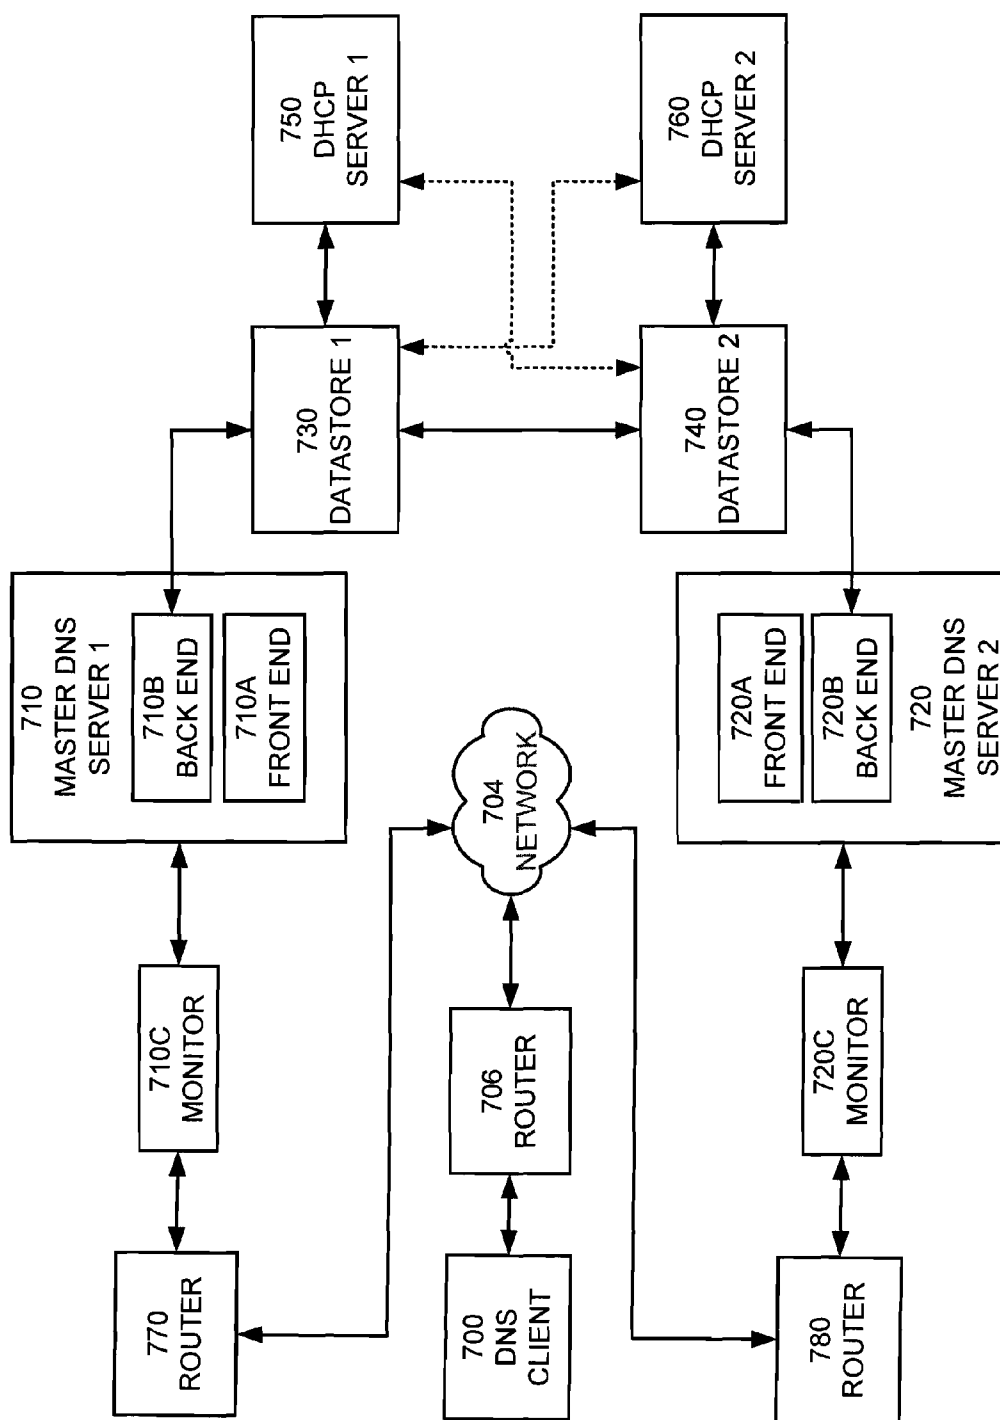 750
DHCP
SERVER 1
760
DHCP
SERVER 2
730
DATASTORE 1
740
DATASTORE 2
710
MASTER DNS
SERVER 1
710B
BACK END
710A
FRONT END
704
NETWORK
720A
FRONT END
720B
BACK END
720
MASTER DNS
SERVER 2
710C
MONITOR
706
ROUTER
720C
MONITOR
770
ROUTER
700
DNS
CLIENT
780
ROUTER